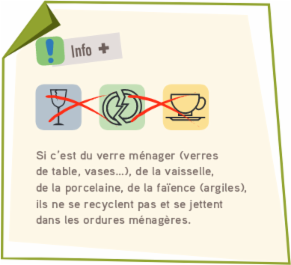 Info +
Si c'est du verre ménager (verres
de table, vases...), de la vaisselle,
de la porcelaine, de la faïence (argiles),
ils ne se recyclent pas et se jettent
dans les ordures ménagères.